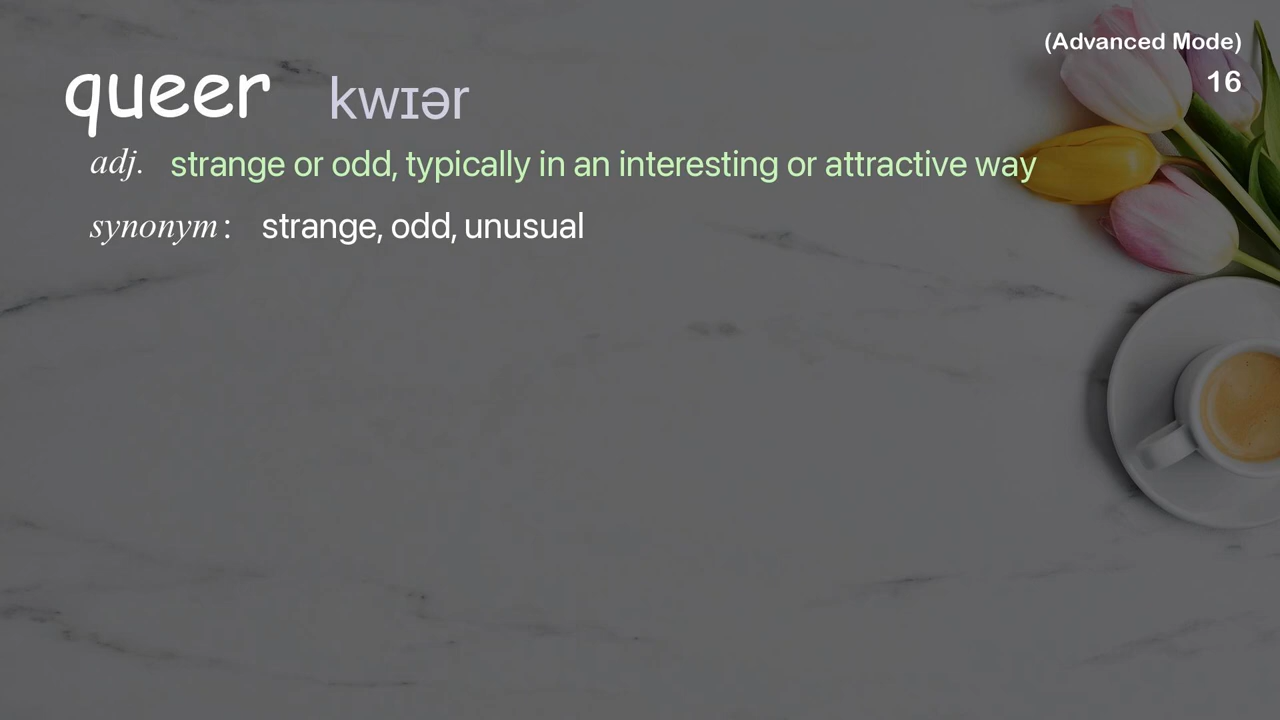 (Advanced Mode)
16
queer kwɪər
adj. strange or odd, typically in an interesting or attractive way
synonym: strange, odd, unusual